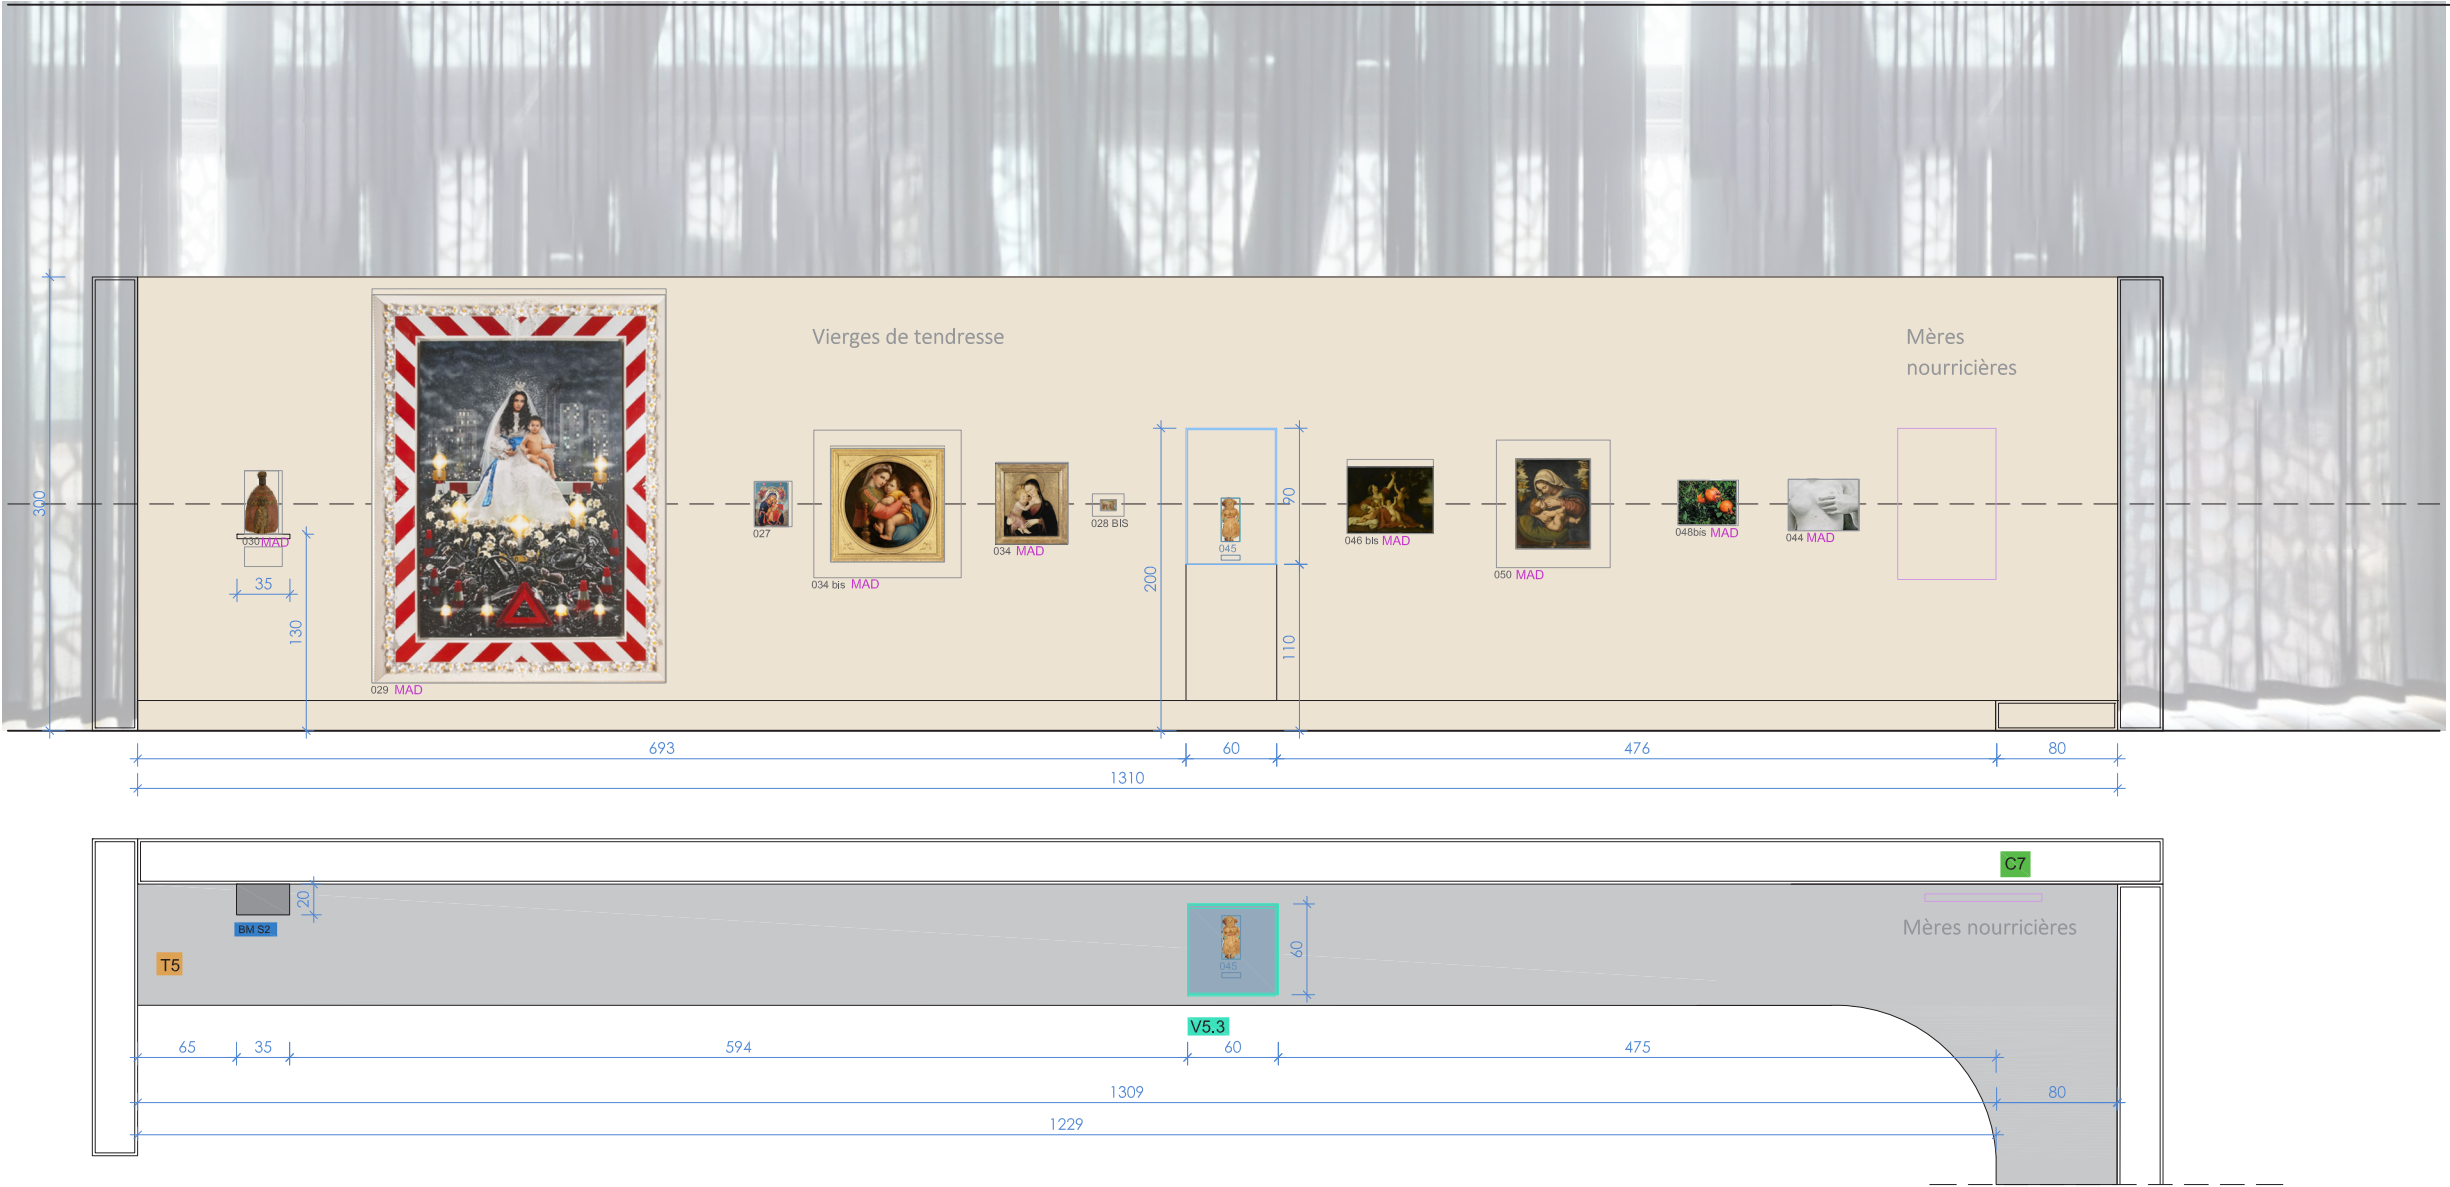 Vierges de tendresse
Mères
nourricières
300
030 MAD
35
130
029 MAD
027
034 bis MAD
034 MAD
028 BIS
200
045
90
110
046 bis MAD
050 MAD
048bis MAD
044 MAD
693
60
476
80
1310
C7
20
BM S2
T5
045
60
Mères nourricières
V5.3
65
35
594
60
475
1309
80
1229